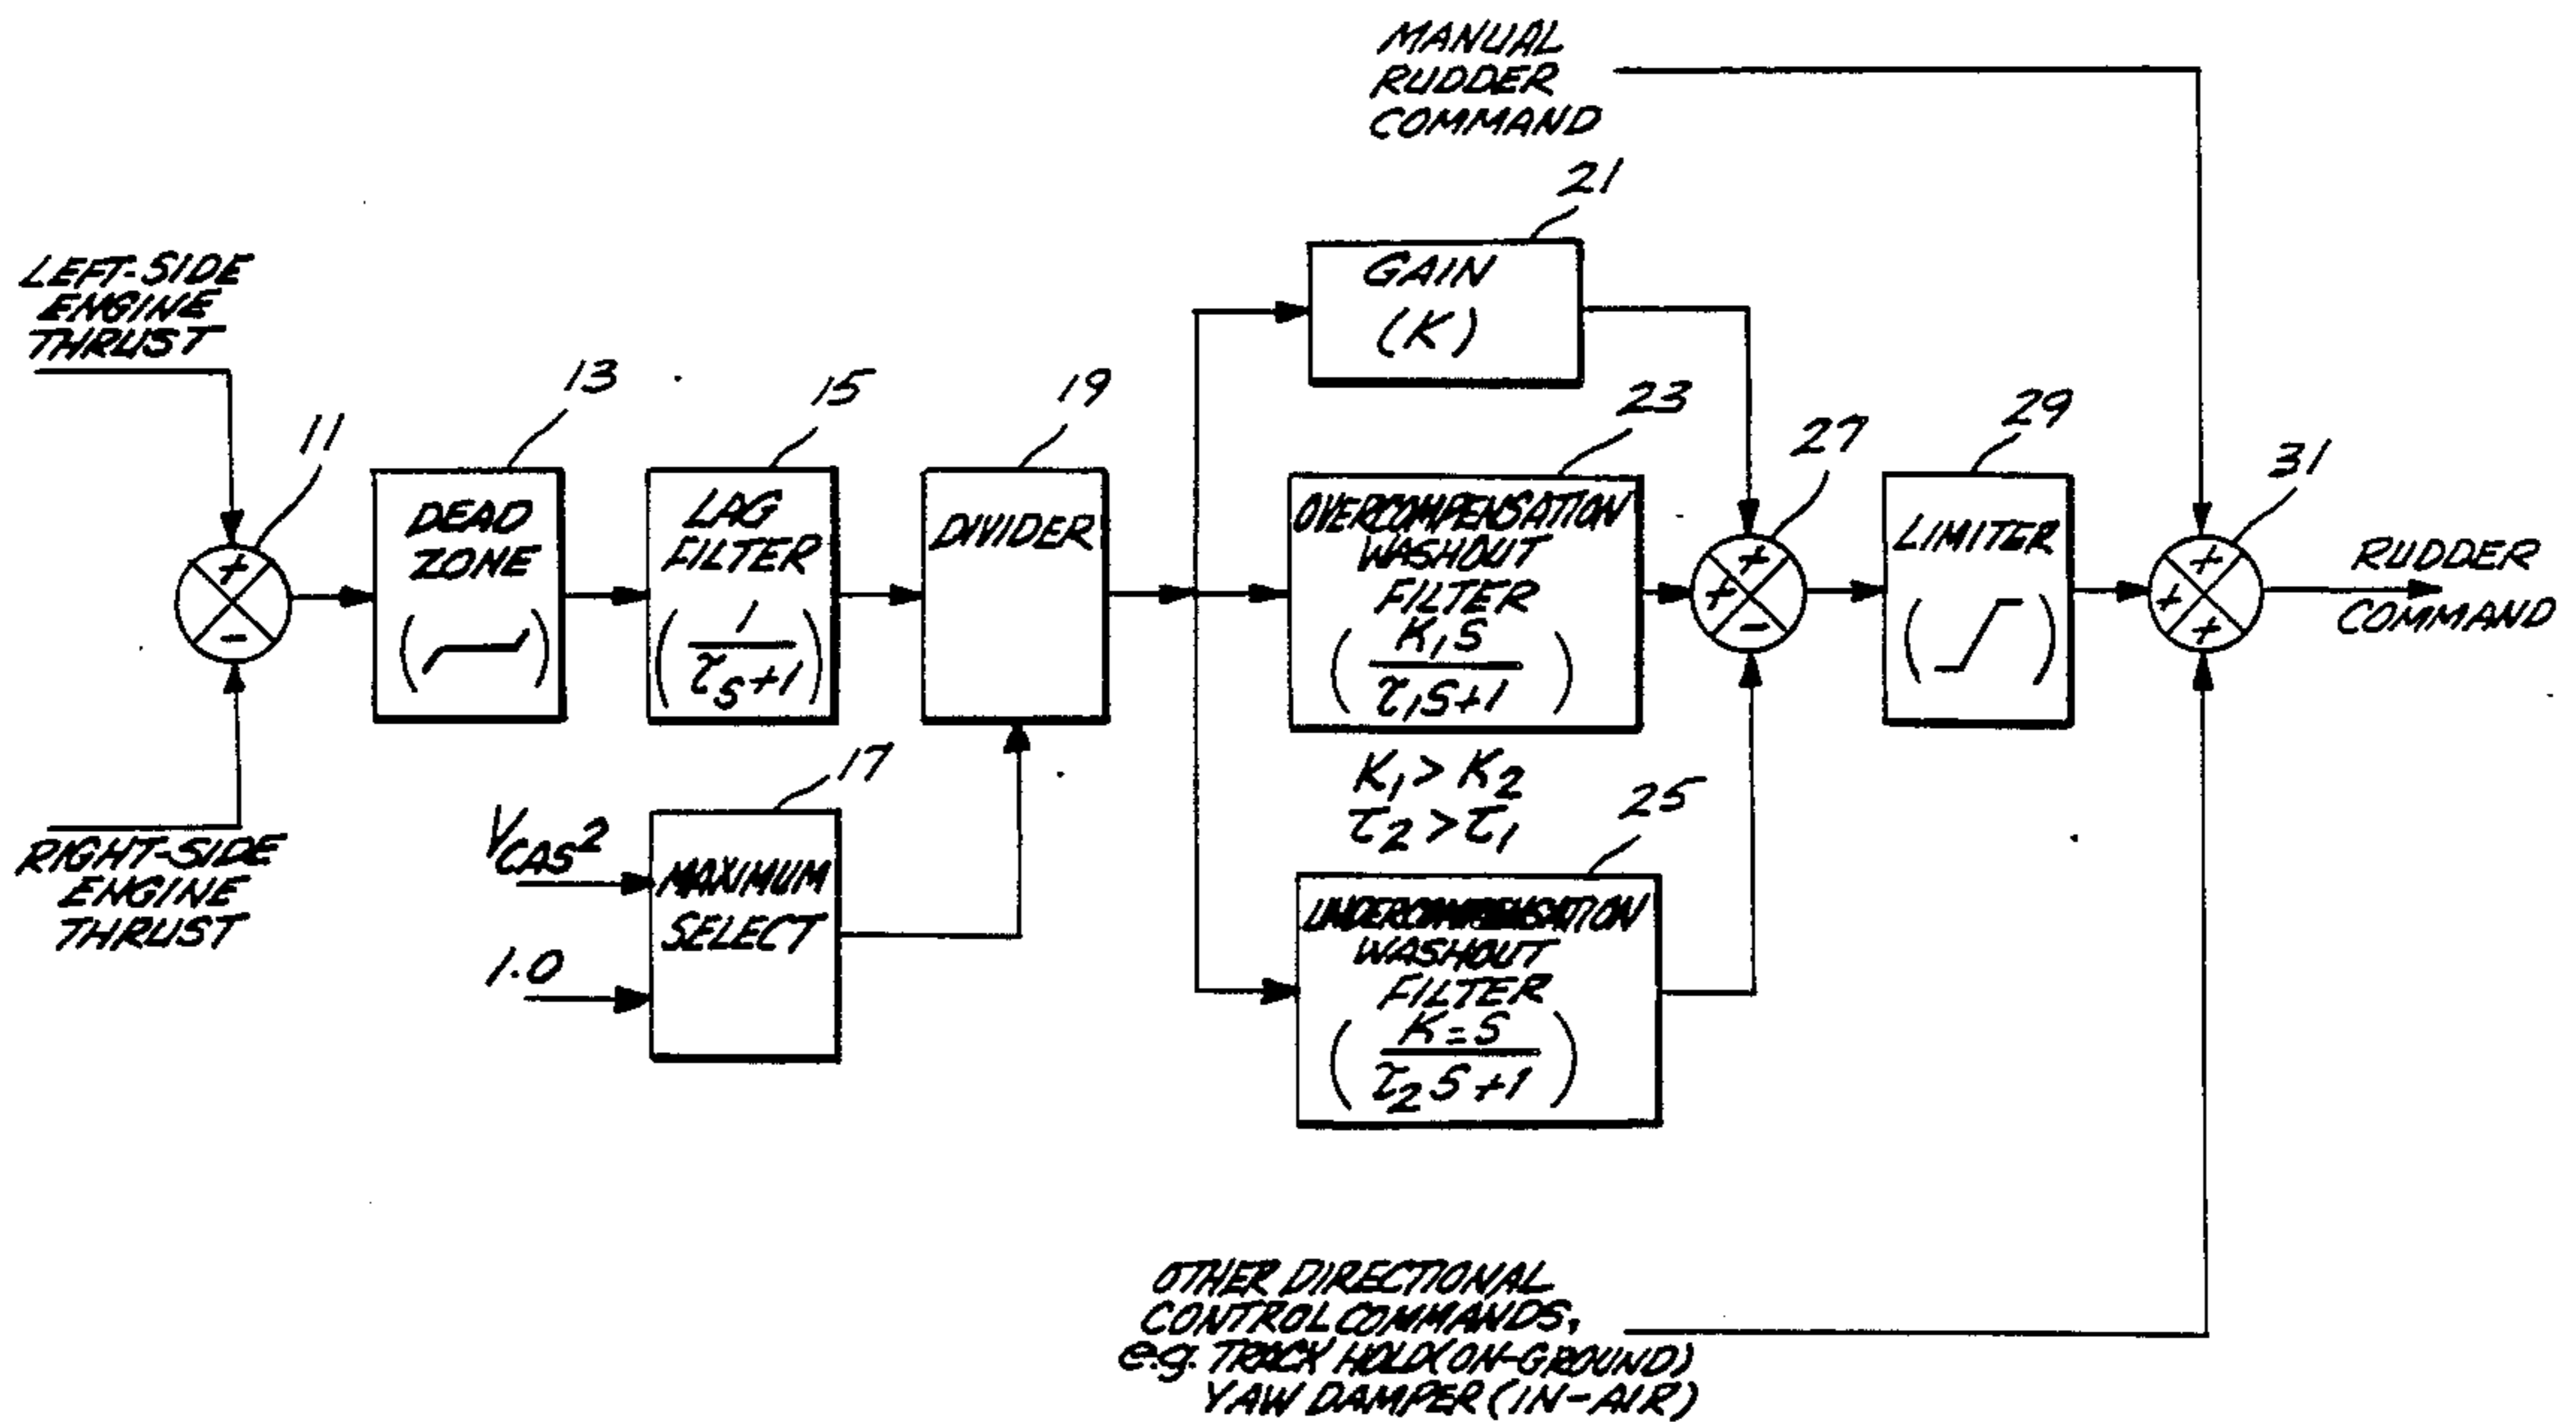 MANUAL
RUDDER
COMMAND
21
GAIN
(K)
LEFT-SIDE
ENGINE
THRUST
11
+
-
RIGHT-SIDE
ENGINE
THRUST
13
DEAD
ZONE
15
LAG
FILTER
(1/τS+1)
19
DIVIDER
17
VCAS²
1.0
MAXIMUM
SELECT
23
OVERCOMPENSATION
WASHOUT
FILTER
(K₁S/τ₁S+1)
K₁ > K₂
τ₂ > τ₁
25
UNDERCOMPENSATION
WASHOUT
FILTER
(K=S/τ₂S+1)
27
+
+
-
29
LIMITER
31
+
+
+
RUDDER
COMMAND
OTHER DIRECTIONAL
CONTROL COMMANDS,
e.g. TRACK HOLD (ON-GROUND)
YAW DAMPER (IN-AIR)